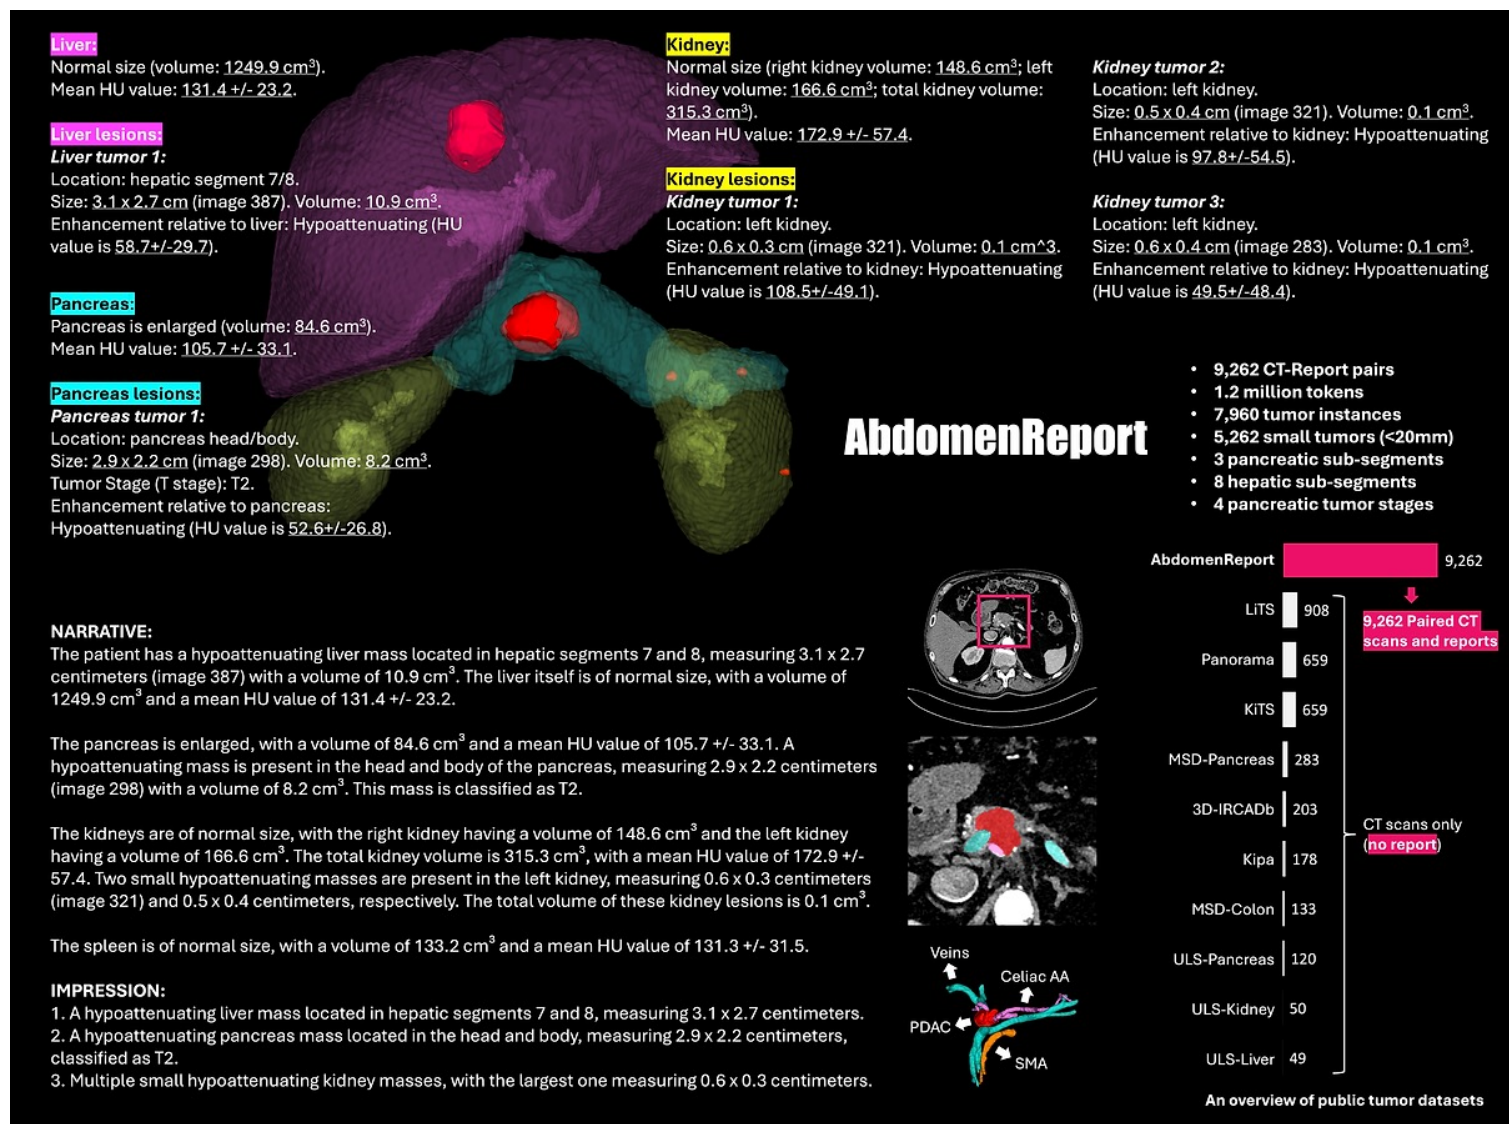 Liver:
Normal size (volume: 1249.9 cm³).
Mean HU value: 131.4 +/- 23.2.
Liver lesions:
Liver tumor 1:
Location: hepatic segment 7/8.
Size: 3.1 x 2.7 cm (image 387). Volume: 10.9 cm³.
Enhancement relative to liver: Hypoattenuating (HU
value is 58.7+/-29.7).
Pancreas:
Pancreas is enlarged (volume: 84.6 cm³).
Mean HU value: 105.7 +/- 33.1.
Pancreas lesions:
Pancreas tumor 1:
Location: pancreas head/body.
Size: 2.9 x 2.2 cm (image 298). Volume: 8.2 cm³.
Tumor Stage (T stage): T2.
Enhancement relative to pancreas:
Hypoattenuating (HU value is 52.6+/-26.8).
Kidney:
Normal size (right kidney volume: 148.6 cm³; left
kidney volume: 166.6 cm³; total kidney volume:
315.3 cm³).
Mean HU value: 172.9 +/- 57.4.
Kidney lesions:
Kidney tumor 1:
Location: left kidney.
Size: 0.6 x 0.3 cm (image 321). Volume: 0.1 cm^3.
Enhancement relative to kidney: Hypoattenuating
(HU value is 108.5+/-49.1).
Kidney tumor 2:
Location: left kidney.
Size: 0.5 x 0.4 cm (image 321). Volume: 0.1 cm³.
Enhancement relative to kidney: Hypoattenuating
(HU value is 97.8+/-54.5).
Kidney tumor 3:
Location: left kidney.
Size: 0.6 x 0.4 cm (image 283). Volume: 0.1 cm³.
Enhancement relative to kidney: Hypoattenuating
(HU value is 49.5+/-48.4).
AbdomenReport
• 9,262 CT-Report pairs
• 1.2 million tokens
• 7,960 tumor instances
• 5,262 small tumors (<20mm)
• 3 pancreatic sub-segments
• 8 hepatic sub-segments
• 4 pancreatic tumor stages
NARRATIVE:
The patient has a hypoattenuating liver mass located in hepatic segments 7 and 8, measuring 3.1 x 2.7
centimeters (image 387) with a volume of 10.9 cm³. The liver itself is of normal size, with a volume of
1249.9 cm³ and a mean HU value of 131.4 +/- 23.2.
The pancreas is enlarged, with a volume of 84.6 cm³ and a mean HU value of 105.7 +/- 33.1. A
hypoattenuating mass is present in the head and body of the pancreas, measuring 2.9 x 2.2 centimeters
(image 298) with a volume of 8.2 cm³. This mass is classified as T2.
The kidneys are of normal size, with the right kidney having a volume of 148.6 cm³ and the left kidney
having a volume of 166.6 cm³. The total kidney volume is 315.3 cm³, with a mean HU value of 172.9 +/-
57.4. Two small hypoattenuating masses are present in the left kidney, measuring 0.6 x 0.3 centimeters
(image 321) and 0.5 x 0.4 centimeters, respectively. The total volume of these kidney lesions is 0.1 cm³.
The spleen is of normal size, with a volume of 133.2 cm³ and a mean HU value of 131.3 +/- 31.5.
IMPRESSION:
1. A hypoattenuating liver mass located in hepatic segments 7 and 8, measuring 3.1 x 2.7 centimeters.
2. A hypoattenuating pancreas mass located in the head and body, measuring 2.9 x 2.2 centimeters,
classified as T2.
3. Multiple small hypoattenuating kidney masses, with the largest one measuring 0.6 x 0.3 centimeters.
Veins
Celiac AA
PDAC
SMA
AbdomenReport 9,262
9,262 Paired CT
scans and reports
LiTS 908
Panorama 659
KiTS 659
MSD-Pancreas 283
3D-IRCADb 203
Kipa 178
MSD-Colon 133
ULS-Pancreas 120
ULS-Kidney 50
ULS-Liver 49
CT scans only
(no report)
An overview of public tumor datasets